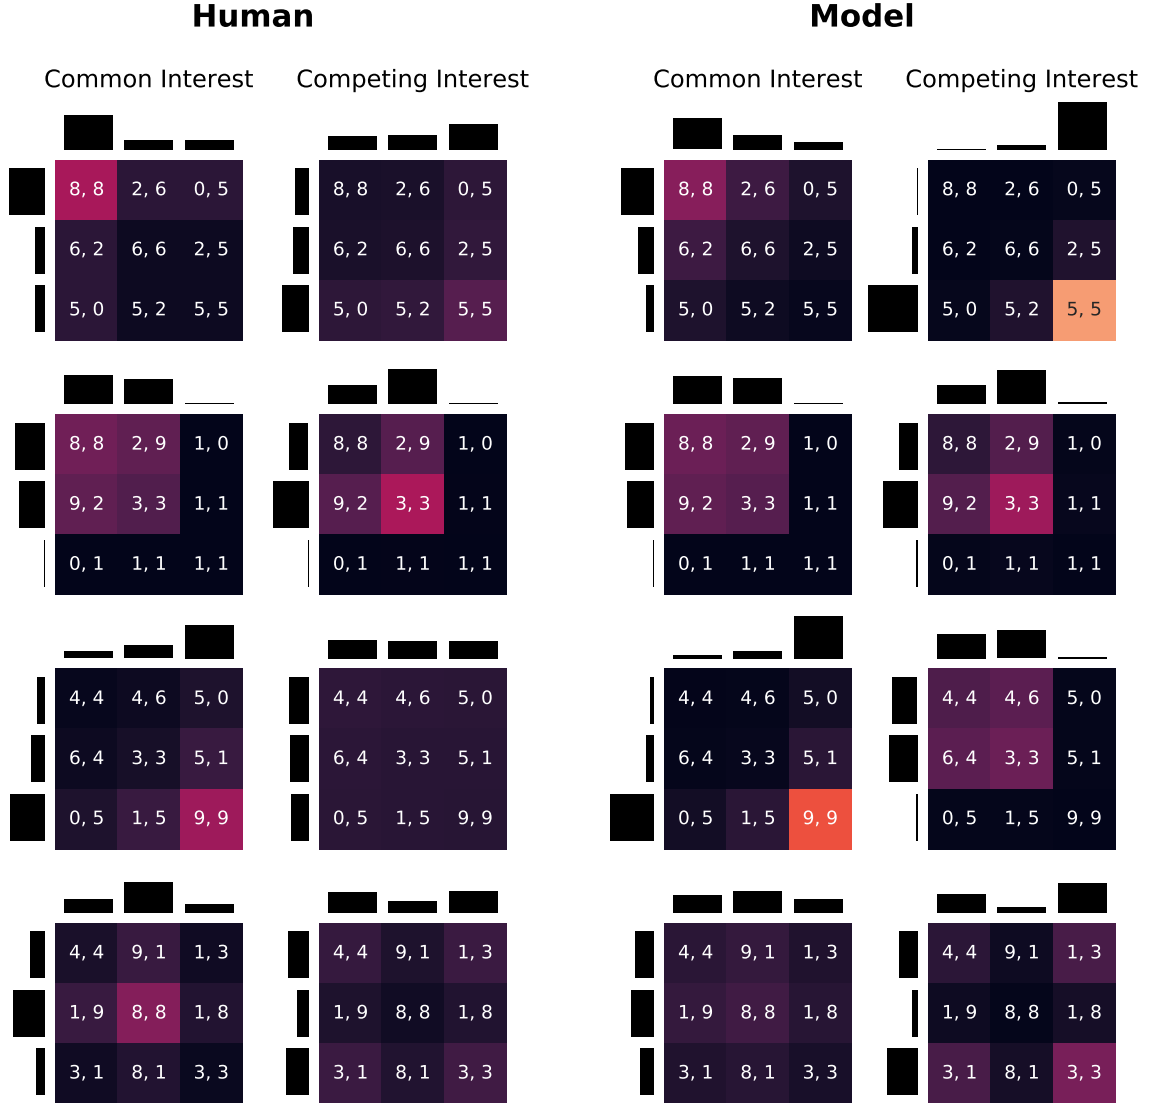 Human Model
Common Interest Competing Interest Common Interest Competing Interest
8, 8 2, 6 0, 5 8, 8 2, 6 0, 5 8, 8 2, 6 0, 5 8, 8 2, 6 0, 5
6, 2 6, 6 2, 5 6, 2 6, 6 2, 5 6, 2 6, 6 2, 5 6, 2 6, 6 2, 5
5, 0 5, 2 5, 5 5, 0 5, 2 5, 5 5, 0 5, 2 5, 5 5, 0 5, 2 5, 5
8, 8 2, 9 1, 0 8, 8 2, 9 1, 0 8, 8 2, 9 1, 0 8, 8 2, 9 1, 0
9, 2 3, 3 1, 1 9, 2 3, 3 1, 1 9, 2 3, 3 1, 1 9, 2 3, 3 1, 1
0, 1 1, 1 1, 1 0, 1 1, 1 1, 1 0, 1 1, 1 1, 1 0, 1 1, 1 1, 1
4, 4 4, 6 5, 0 4, 4 4, 6 5, 0 4, 4 4, 6 5, 0 4, 4 4, 6 5, 0
6, 4 3, 3 5, 1 6, 4 3, 3 5, 1 6, 4 3, 3 5, 1 6, 4 3, 3 5, 1
0, 5 1, 5 9, 9 0, 5 1, 5 9, 9 0, 5 1, 5 9, 9 0, 5 1, 5 9, 9
4, 4 9, 1 1, 3 4, 4 9, 1 1, 3 4, 4 9, 1 1, 3 4, 4 9, 1 1, 3
1, 9 8, 8 1, 8 1, 9 8, 8 1, 8 1, 9 8, 8 1, 8 1, 9 8, 8 1, 8
3, 1 8, 1 3, 3 3, 1 8, 1 3, 3 3, 1 8, 1 3, 3 3, 1 8, 1 3, 3